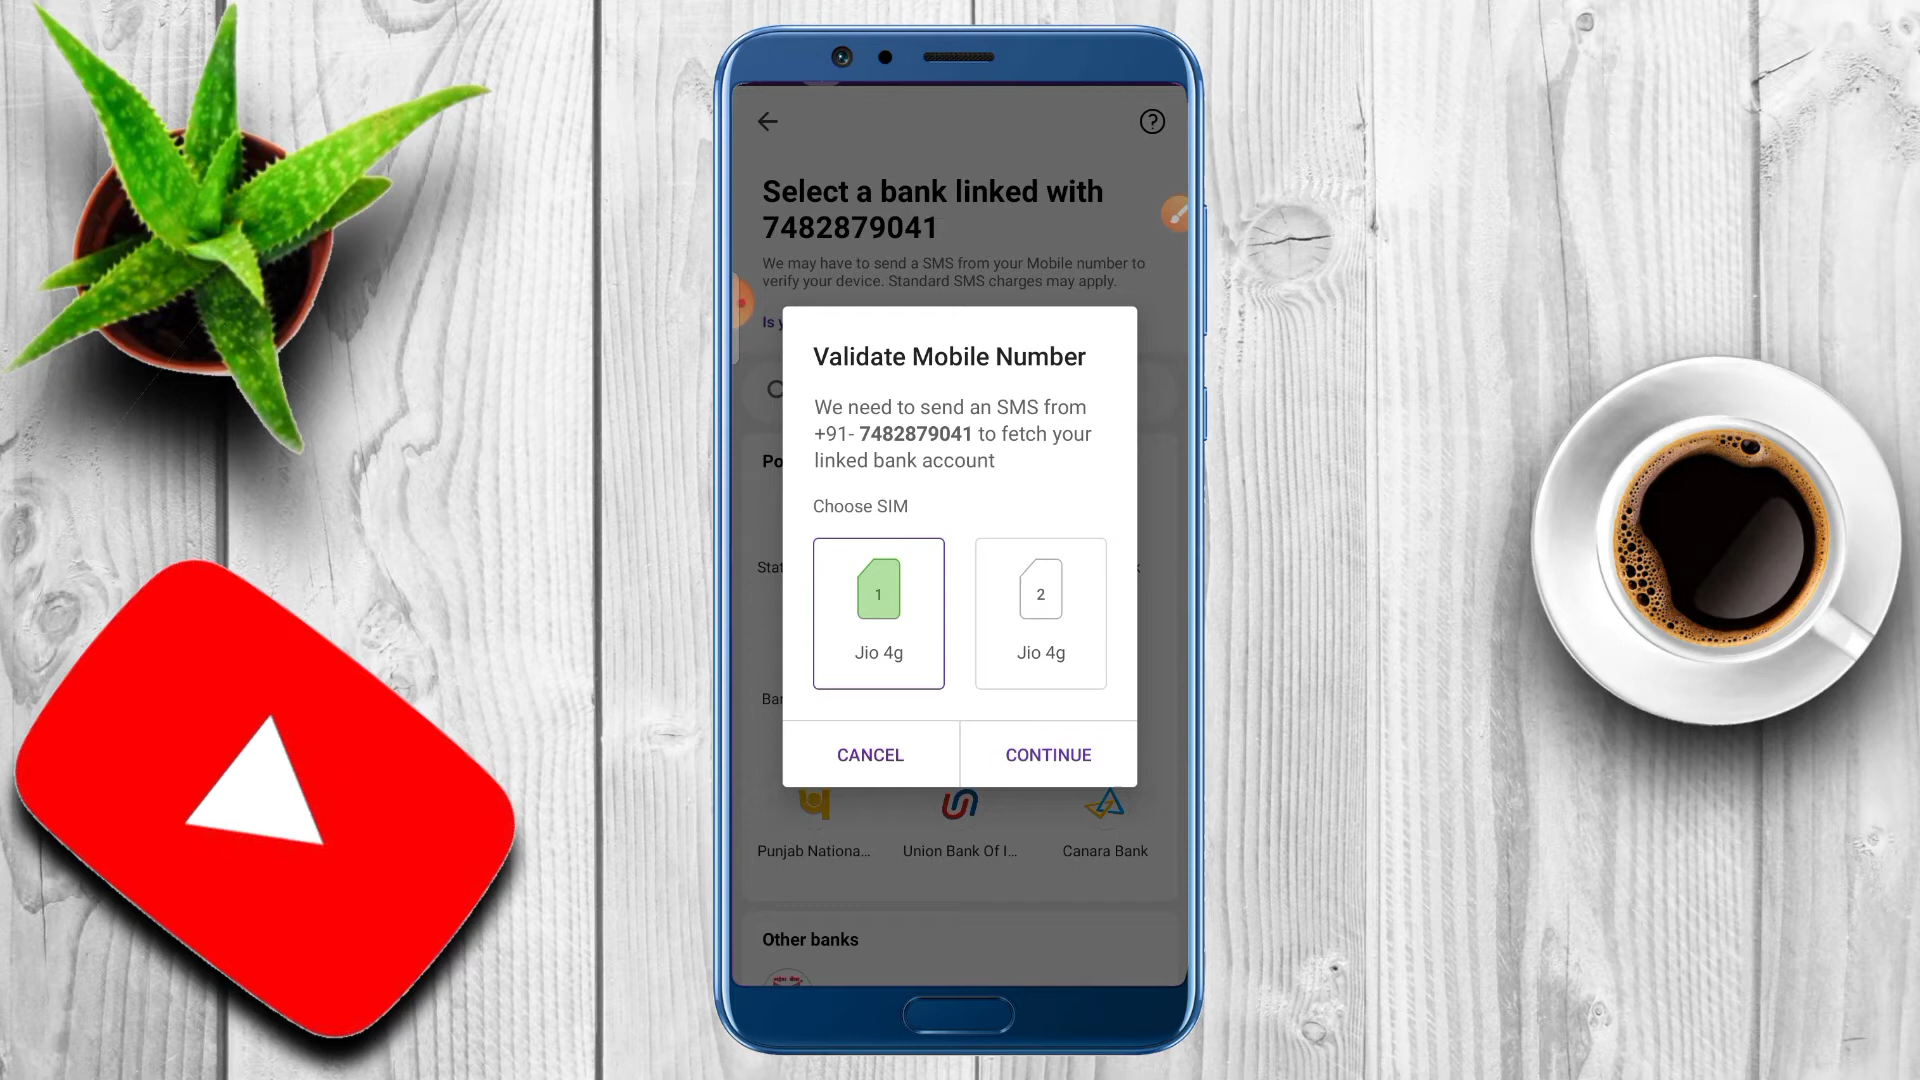 Select a bank linked with
7482879041
We may have to send a SMS from your Mobile number to
verify your device. Standard SMS charges may apply.
Is
Validate Mobile Number
We need to send an SMS from
+91- 7482879041 to fetch your
linked bank account
Choose SIM
1
2
Jio 4g
Jio 4g
CANCEL
CONTINUE
Punjab Nationa...
Union Bank Of I...
Canara Bank
Other banks